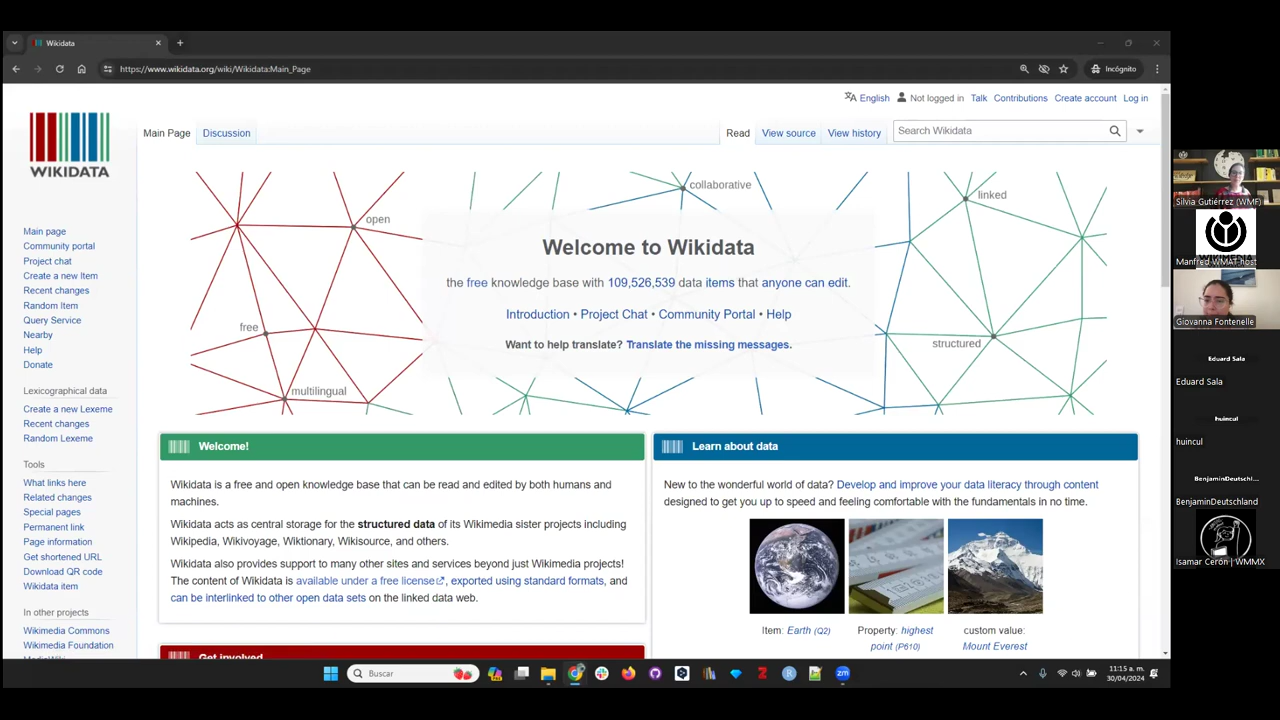 Wikidata
https://www.wikidata.org/wiki/Wikidata:Main_Page
Incógnito
English
Not logged in
Talk
Contributions
Create account
Log in
WIKIDATA
Main Page
Discussion
Read
View source
View history
Search Wikidata
Main page
Community portal
Project chat
Create a new Item
Recent changes
Random Item
Query Service
Nearby
Help
Donate
Lexicographical data
Create a new Lexeme
Recent changes
Random Lexeme
Tools
What links here
Related changes
Special pages
Permanent link
Page information
Get shortened URL
Download QR code
Wikidata item
In other projects
Wikimedia Commons
Wikimedia Foundation
MediaWiki
collaborative
open
linked
free
multilingual
structured
Welcome to Wikidata
the free knowledge base with 109,526,539 data items that anyone can edit.
Introduction • Project Chat • Community Portal • Help
Want to help translate? Translate the missing messages.
Welcome!
Wikidata is a free and open knowledge base that can be read and edited by both humans and
machines.
Wikidata acts as central storage for the structured data of its Wikimedia sister projects including
Wikipedia, Wikivoyage, Wiktionary, Wikisource, and others.
Wikidata also provides support to many other sites and services beyond just Wikimedia projects!
The content of Wikidata is available under a free license, exported using standard formats, and
can be interlinked to other open data sets on the linked data web.
Get involved
Learn about data
New to the wonderful world of data? Develop and improve your data literacy through content
designed to get you up to speed and feeling comfortable with the fundamentals in no time.
Item: Earth (Q2)
Property: highest
point (P610)
custom value:
Mount Everest
Buscar
11:15 a. m.
30/04/2024
Silvia Gutiérrez (WMF)
WIKIMEDIA
Manfred WMAT host
Giovanna Fontenelle
Eduard Sala
Eduard Sala
huincul
huincul
BenjaminDeutschl...
BenjaminDeutschland
Isamar Cerón | WMMX